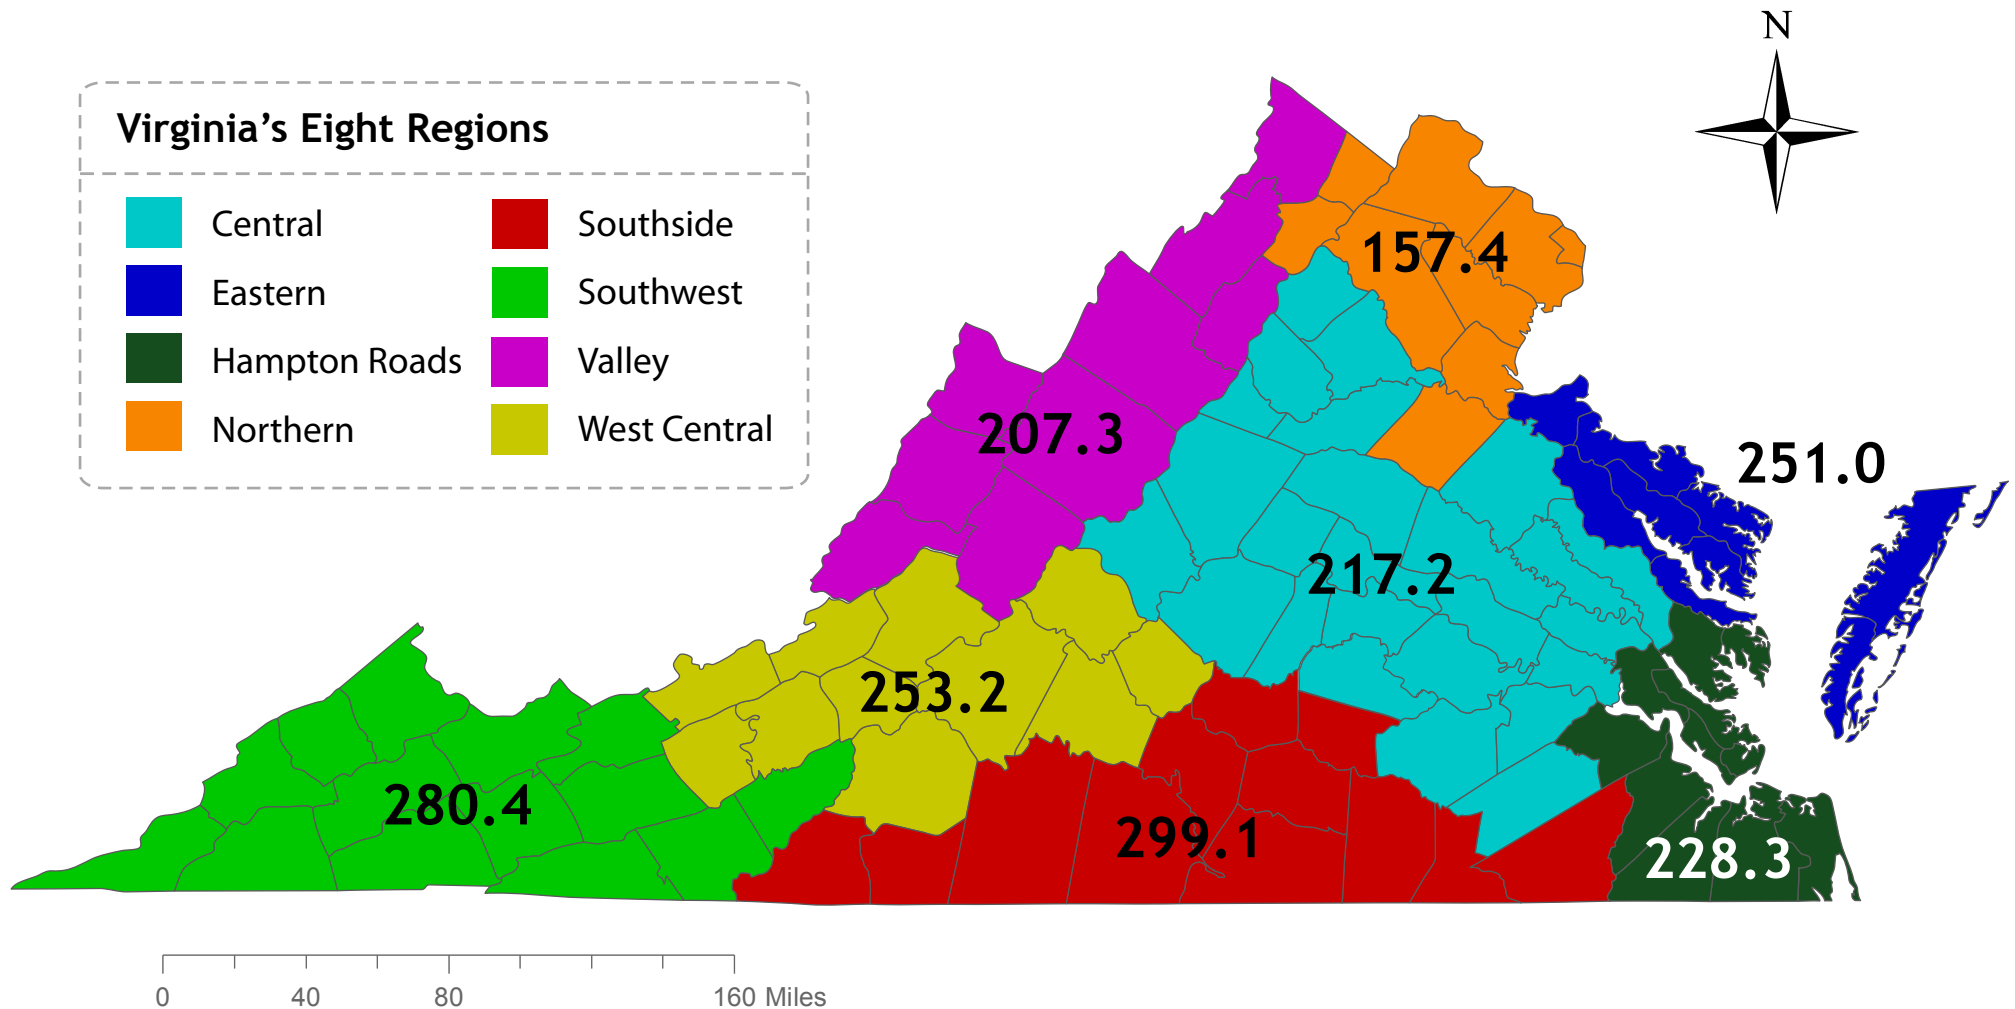 N
Virginia’s Eight Regions
Central
Southside
Eastern
Southwest
Hampton Roads
Valley
Northern
West Central
157.4
207.3
251.0
217.2
253.2
280.4
299.1
228.3
0 40 80 160 Miles